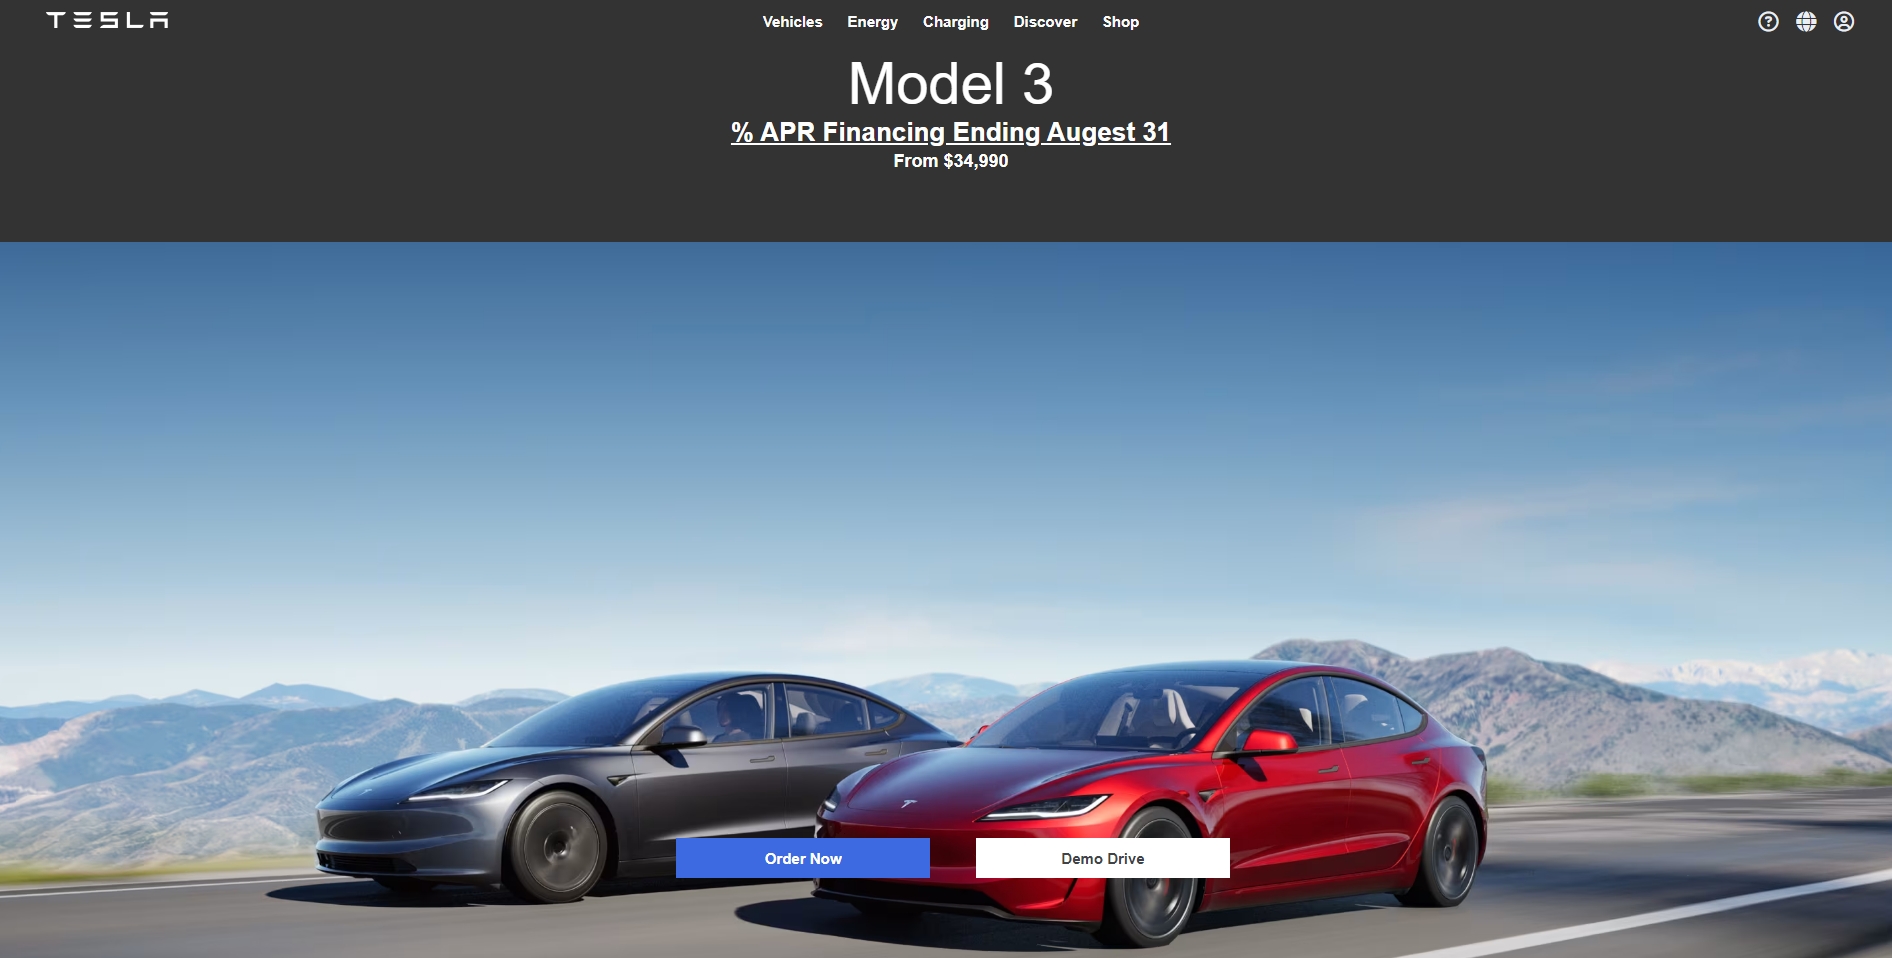 TESLA
Vehicles Energy Charging Discover Shop
Model 3
% APR Financing Ending Augest 31
From $34,990
Order Now Demo Drive